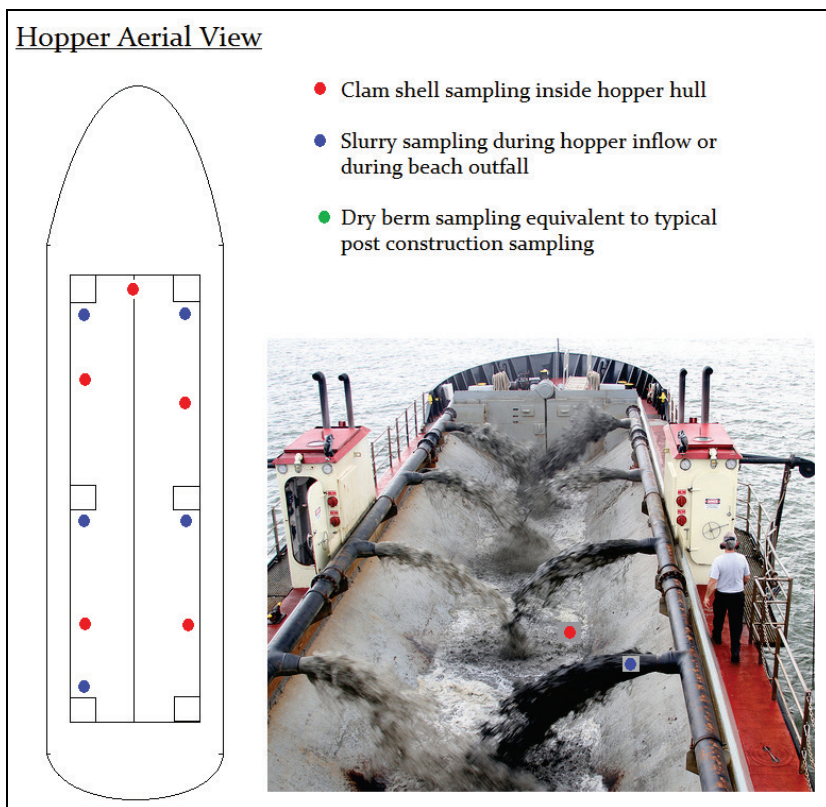 Hopper Aerial View
Clam shell sampling inside hopper hull
Slurry sampling during hopper inflow or
during beach outfall
Dry berm sampling equivalent to typical
post construction sampling